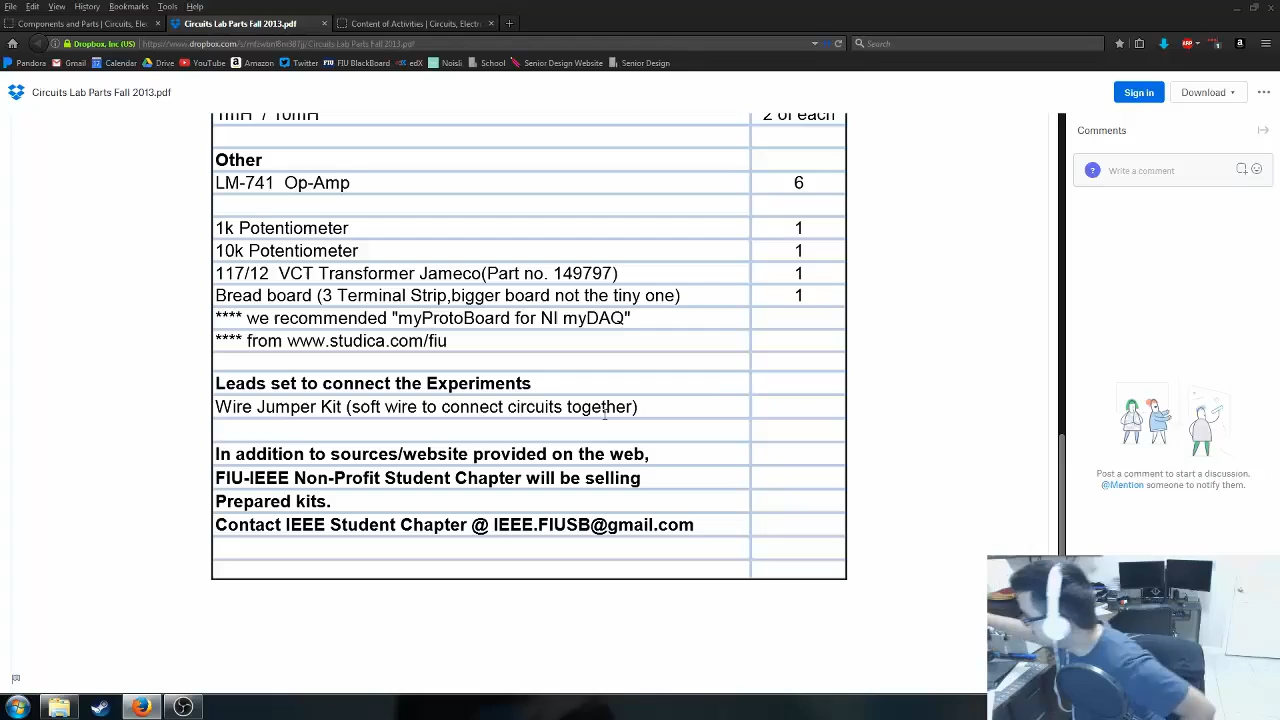 File Edit View History Bookmarks Tools Help
Components and Parts | Circuits, Ele
Circuits Lab Parts Fall 2013.pdf
Content of Activities | Circuits, Electr
Dropbox, Inc (US)
Search
Pandora Gmail Calendar Drive YouTube Amazon Twitter FIU BlackBoard edX Noisli School Senior Design Website Senior Design
Circuits Lab Parts Fall 2013.pdf
Sign in
Download
1mH / 10mH 2 of each
Other
LM-741 Op-Amp 6
1k Potentiometer 1
10k Potentiometer 1
117/12 VCT Transformer Jameco(Part no. 149797) 1
Bread board (3 Terminal Strip,bigger board not the tiny one) 1
**** we recommended "myProtoBoard for NI myDAQ"
**** from www.studica.com/fiu
Leads set to connect the Experiments
Wire Jumper Kit (soft wire to connect circuits together)
In addition to sources/website provided on the web,
FIU-IEEE Non-Profit Student Chapter will be selling
Prepared kits.
Contact IEEE Student Chapter @ IEEE.FIUSB@gmail.com
Comments
Write a comment
Post a comment to start a discussion.
@Mention someone to notify them.